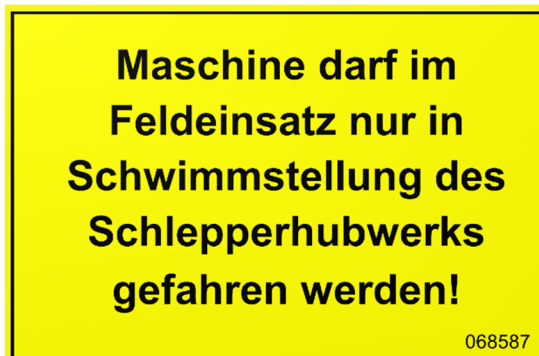 Maschine darf im
Feldeinsatz nur in
Schwimmstellung des
Schlepperhubwerks
gefahren werden!
068587